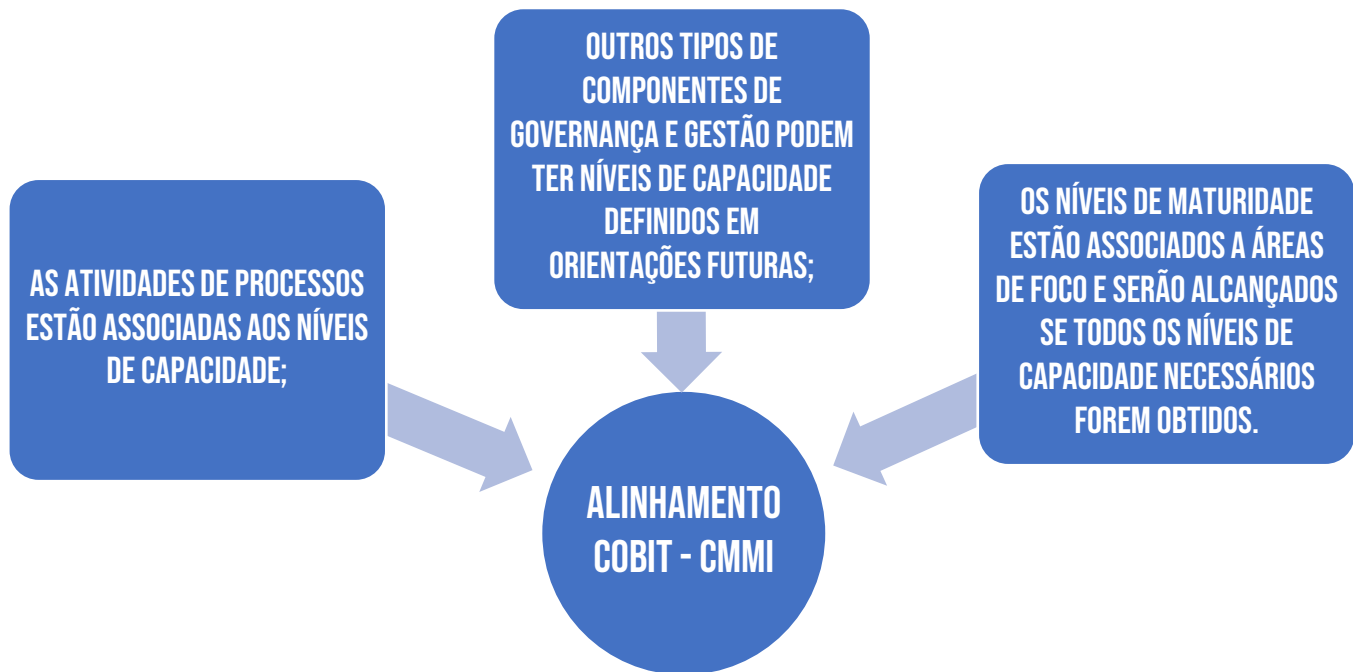 AS ATIVIDADES DE PROCESSOS
ESTÃO ASSOCIADAS AOS NÍVEIS
DE CAPACIDADE;
OUTROS TIPOS DE
COMPONENTES DE
GOVERNANÇA E GESTÃO PODEM
TER NÍVEIS DE CAPACIDADE
DEFINIDOS EM
ORIENTAÇÕES FUTURAS;
OS NÍVEIS DE MATURIDADE
ESTÃO ASSOCIADOS A ÁREAS
DE FOCO E SERÃO ALCANÇADOS
SE TODOS OS NÍVEIS DE
CAPACIDADE NECESSÁRIOS
FOREM OBTIDOS.
ALINHAMENTO
COBIT - CMMI